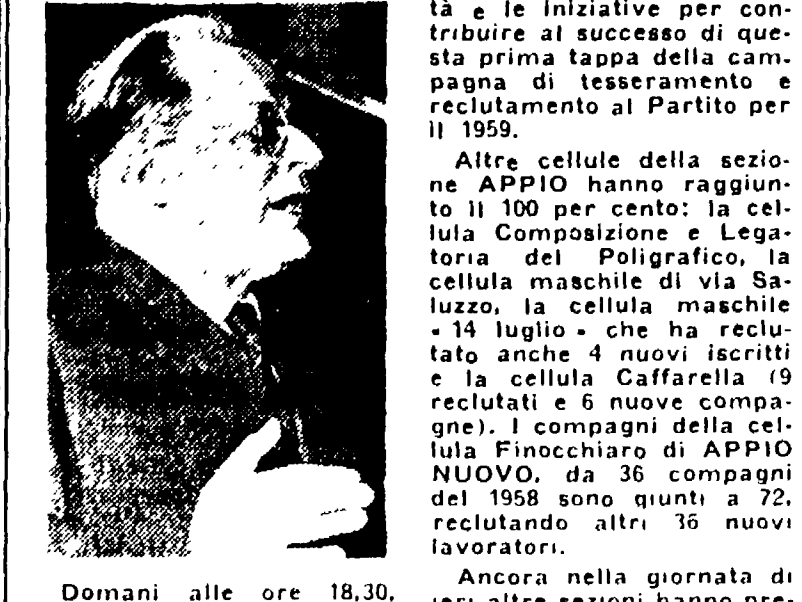 Domani alle ore 18,30,
tà e le iniziative per con-
tribuire al successo di que-
sta prima tappa della cam-
pagna di tesseramento e
reclutamento al Partito per
il 1959.
Altre cellule della sezio-
ne APPIO hanno raggiun-
to il 100 per cento: la cel-
lula Composizione e Lega-
toria del Poligrafico, la
cellula maschile di via Sa-
luzzo, la cellula maschile
- 14 luglio - che ha reclu-
tato anche 4 nuovi iscritti
e la cellula Caffarella (9
reclutati e 6 nuove compa-
gne). I compagni della cel-
lula Finocchiaro di APPIO
NUOVO, da 36 compagni
del 1958 sono giunti a 72,
reclutando altri 36 nuovi
lavoratori.
Ancora nella giornata di
ieri altre sezioni hanno pre-